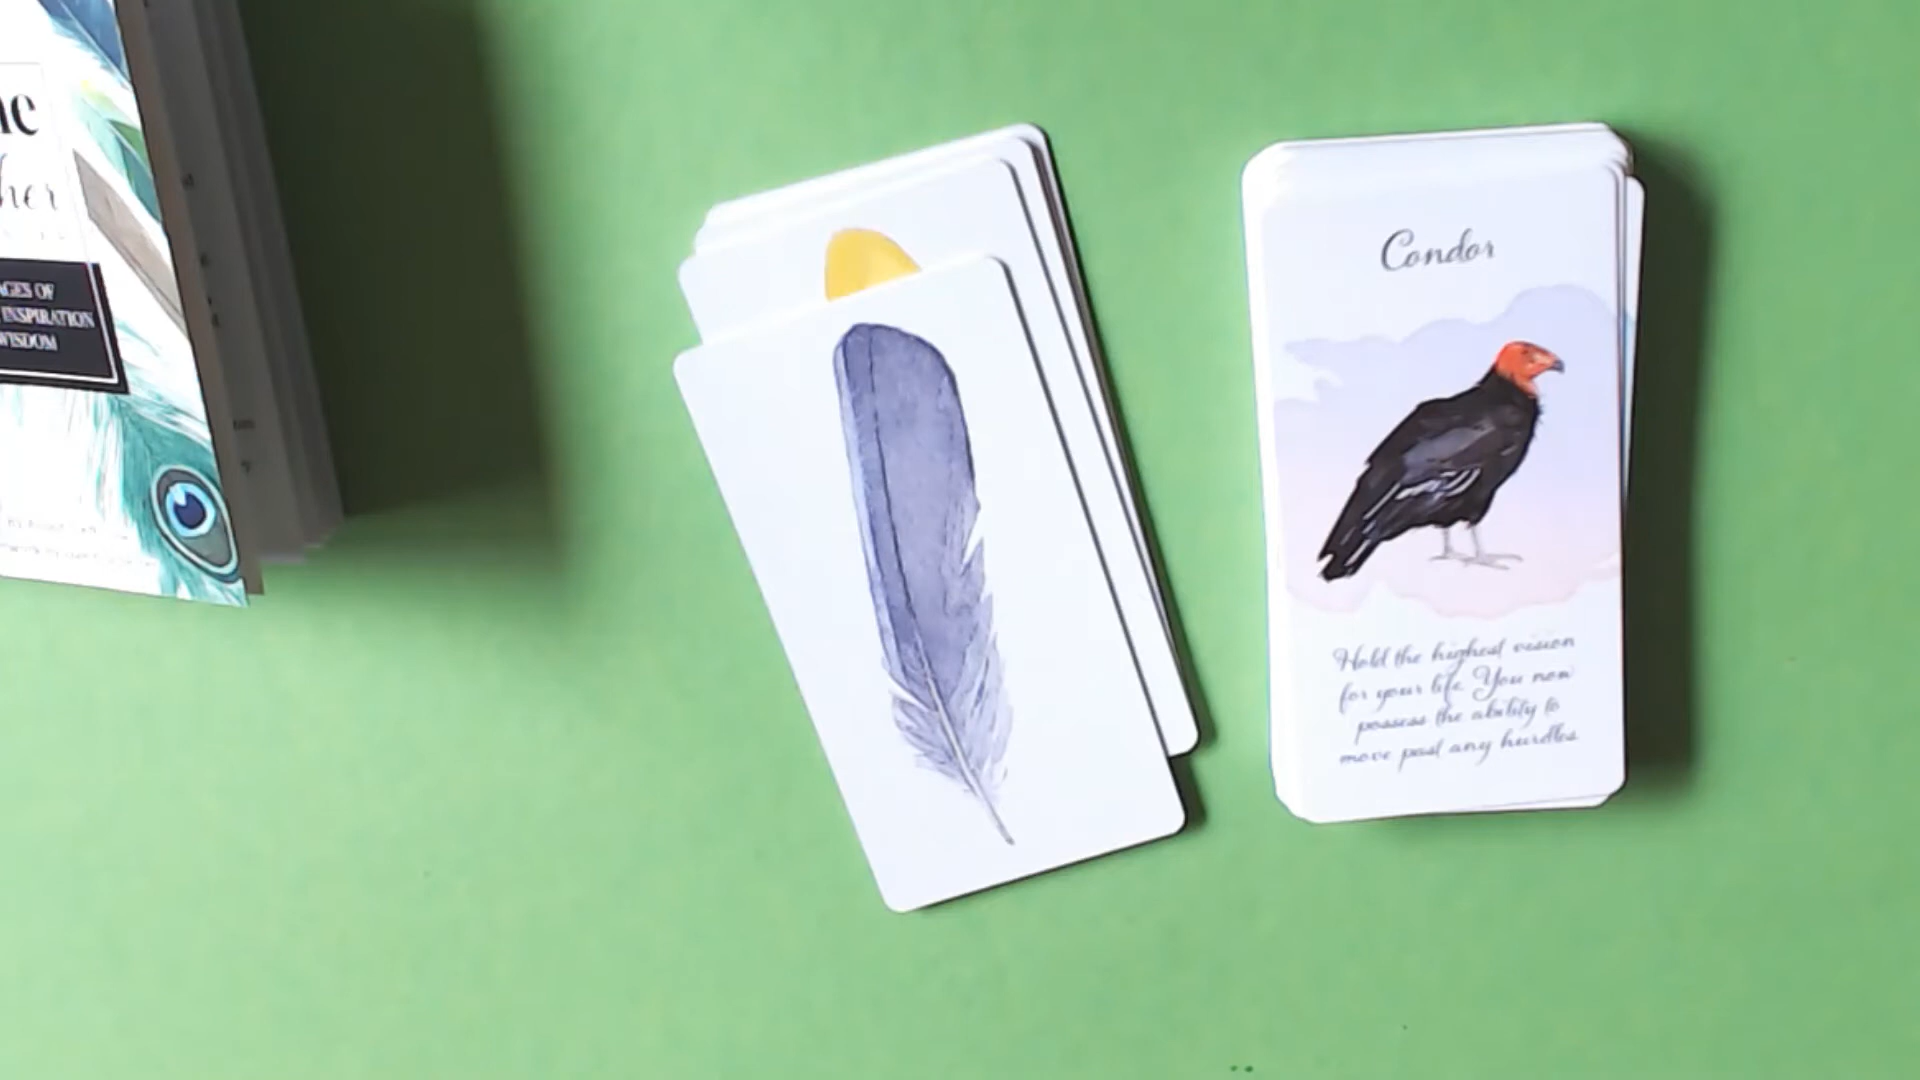 ne
her
AGES OF
INSPIRATION
WISDOM
Condor
Hold the highest vision
for your life. You now
possess the ability to
move past any hurdles